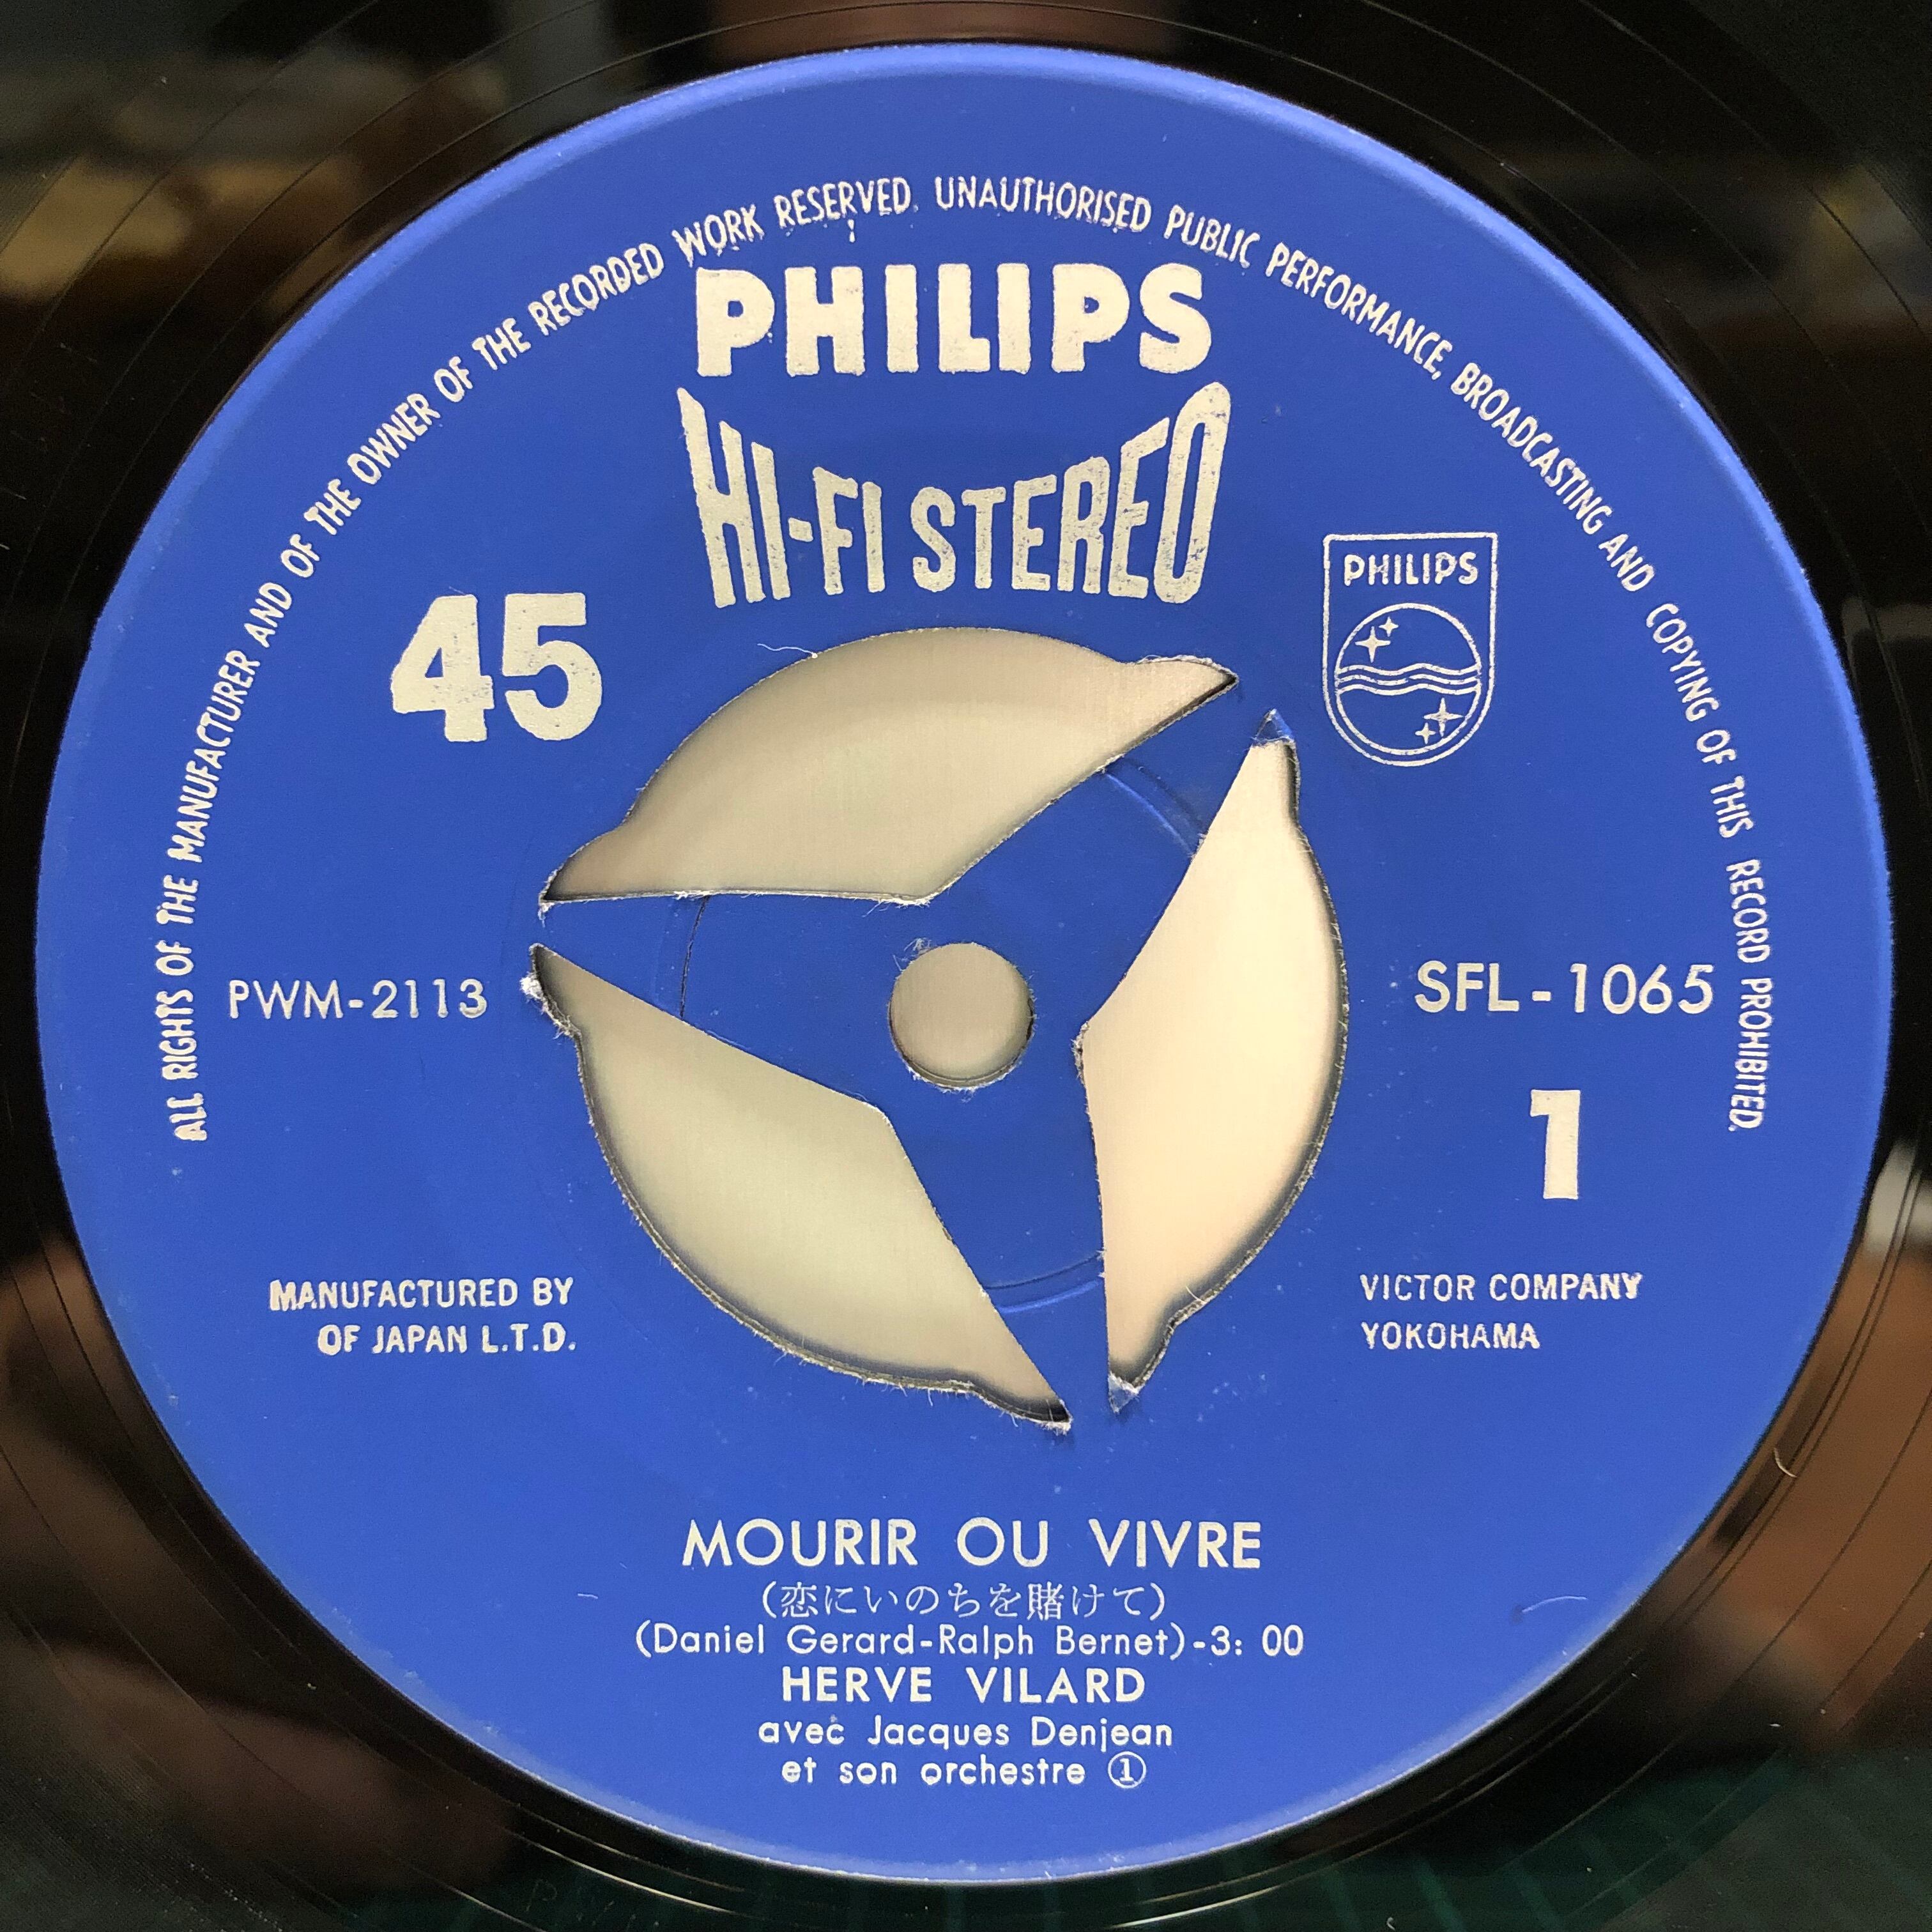 ALL RIGHTS OF THE MANUFACTURER AND OF THE OWNER OF THE RECORDED WORK RESERVED. UNAUTHORISED PUBLIC PERFORMANCE, BROADCASTING AND COPYING OF THIS RECORD PROHIBITED.
PHILIPS
HI-FI STEREO
45
PHILIPS
PWM-2113
SFL-1065
1
MANUFACTURED BY
OF JAPAN L.T.D.
VICTOR COMPANY
YOKOHAMA
MOURIR OU VIVRE
(恋にいのちを賭けて)
(Daniel Gerard-Ralph Bernet)-3: 00
HERVE VILARD
avec Jacques Denjean
et son orchestre ①